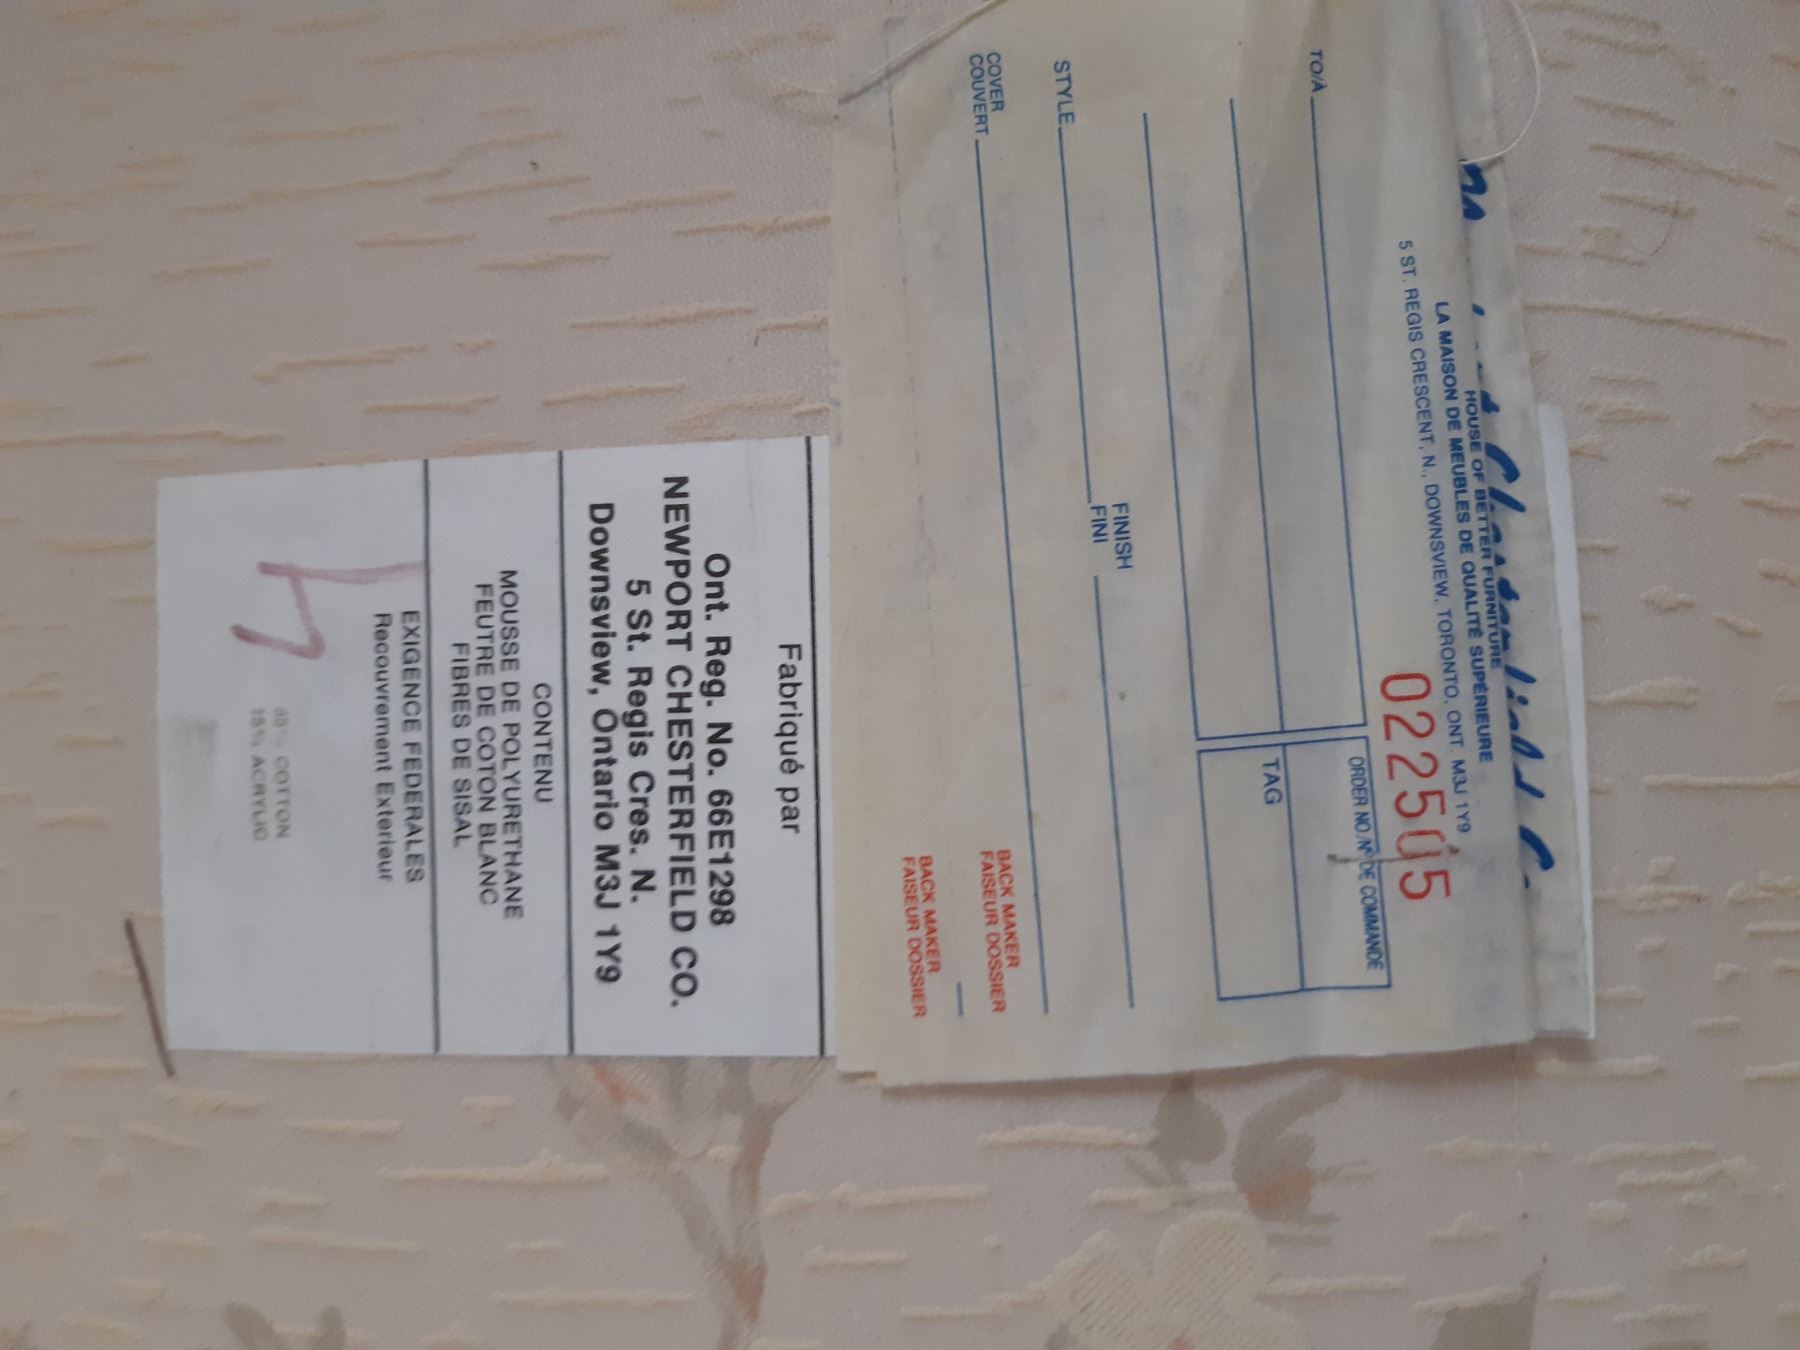 HOUSE OF BETTER FURNITURE
LA MAISON DE MEUBLES DE QUALITÉ SUPÉRIEURE
5 ST. REGIS CRESCENT, N., DOWNSVIEW, TORONTO, ONT. M3J 1Y9
022505
TO/À
ORDER NO./Nº DE COMMANDE
TAG
FINISH
FINI
STYLE
COVER
COUVERT
BACK MAKER
FAISEUR DOSSIER
BACK MAKER
FAISEUR DOSSIER
Fabriqué par
Ont. Reg. No. 66E1298
NEWPORT CHESTERFIELD CO.
5 St. Regis Cres. N.
Downsview, Ontario M3J 1Y9
CONTENU
MOUSSE DE POLYURETHANE
FEUTRE DE COTON BLANC
FIBRES DE SISAL
EXIGENCE FEDERALES
Recouvrement Exterieur
COTTON
15% ACRYLIC